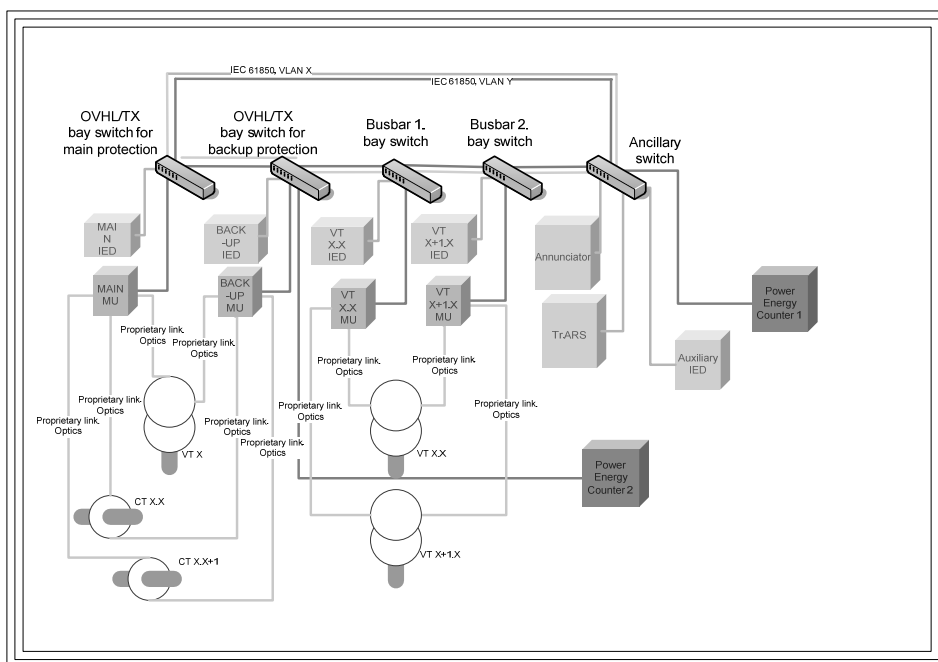 IEC 61850, VLAN X
IEC 61850, VLAN Y
OVHL/TX
bay switch for
main protection
OVHL/TX
bay switch for
backup protection
Busbar 1.
bay switch
Busbar 2.
bay switch
Ancillary
switch
MAI
N
IED
BACK
-UP
IED
VT
X.X
IED
VT
X+1.X
IED
Annunciator
MAIN
MU
BACK
-UP
MU
VT
X.X
MU
VT
X+1.X
MU
Tr.ARS
Auxiliary
IED
Power
Energy
Counter 1
Proprietary link.
Optics
Proprietary link.
Optics
Proprietary link.
Optics
Proprietary link.
Optics
Proprietary link.
Optics
Proprietary link.
Optics
Proprietary link.
Optics
Proprietary link.
Optics
Proprietary link.
Optics
Proprietary link.
Optics
VT X
VT X.X
Power
Energy
Counter 2
CT X.X
VT X+1.X
CT X.X+1